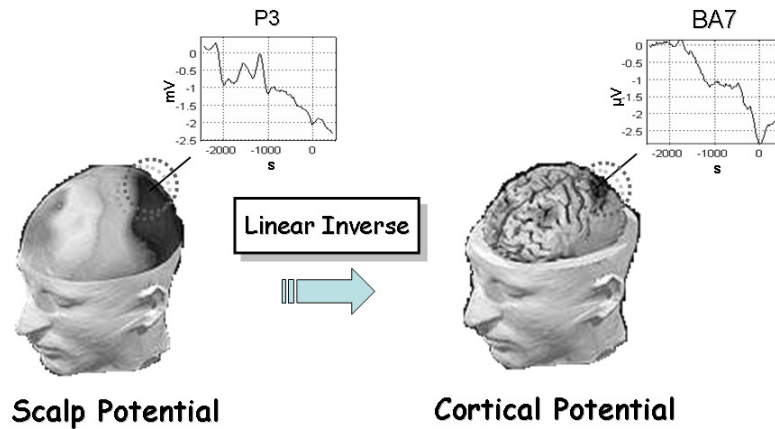 P3
0
-0.5
-1
-1.5
-2
-2.5
mV
-2000 -1000 0
s
BA7
0
-0.5
-1
-1.5
-2
-2.5
µV
-2000 -1000 0
s
Linear Inverse
Scalp Potential
Cortical Potential